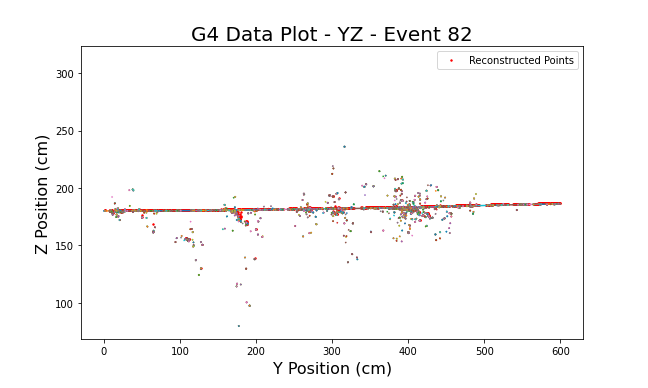 G4 Data Plot - YZ - Event 82
Reconstructed Points
300
250
200
150
100
Z Position (cm)
0 100 200 300 400 500 600
Y Position (cm)